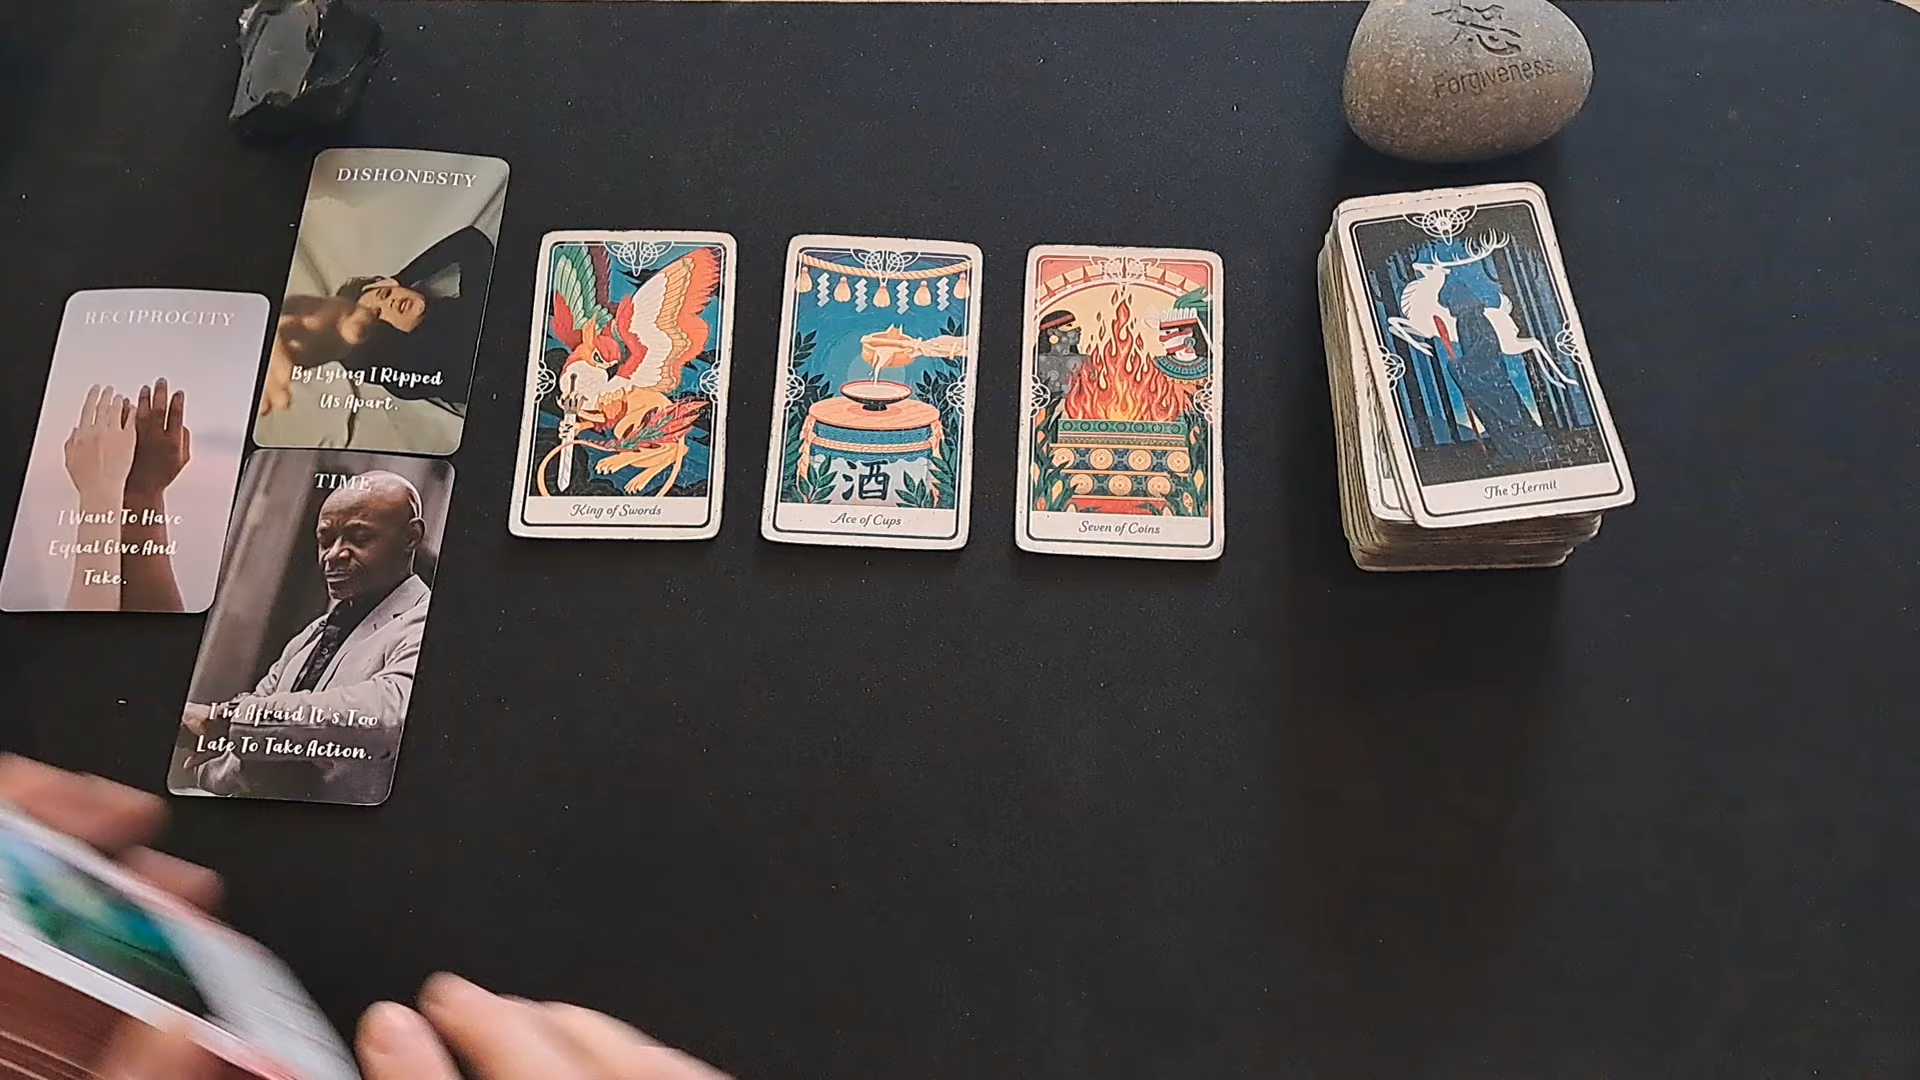 恕
Forgiveness
DISHONESTY
By Lying I Ripped
Us Apart.
RECIPROCITY
I Want To Have
Equal Give And
Take.
TIME
I'm Afraid It's Too
Late To Take Action.
King of Swords
酒
Ace of Cups
Seven of Coins
The Hermit